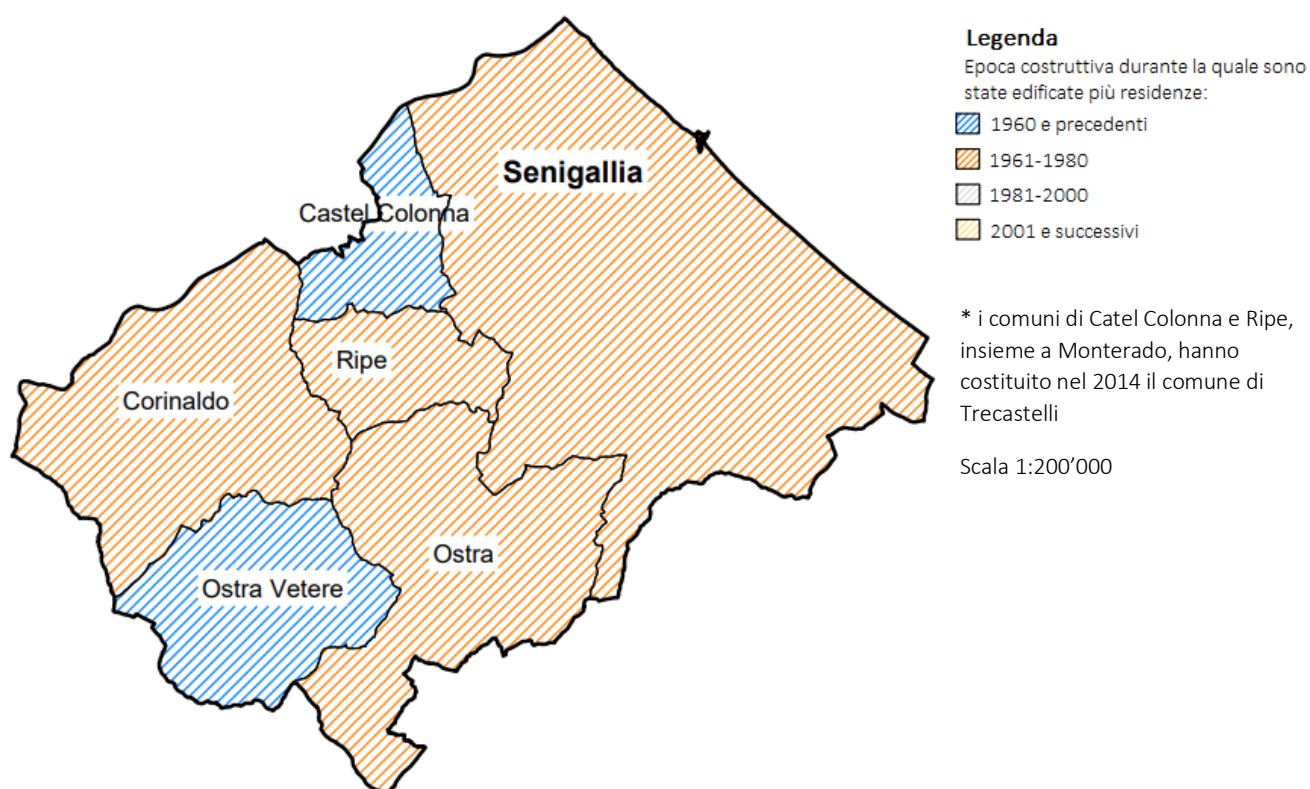 Senigallia
Castel Colonna
Ripe
Corinaldo
Ostra
Ostra Vetere
Legenda
Epoca costruttiva durante la quale sono
state edificate più residenze:
1960 e precedenti
1961-1980
1981-2000
2001 e successivi
* i comuni di Catel Colonna e Ripe,
insieme a Monterado, hanno
costituito nel 2014 il comune di
Trecastelli
Scala 1:200’000